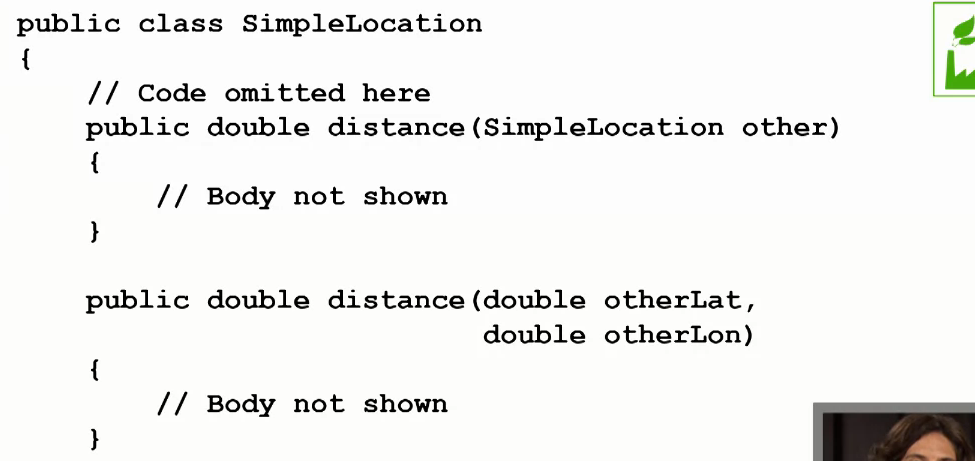 public class SimpleLocation
{
// Code omitted here
public double distance(SimpleLocation other)
{
// Body not shown
}
public double distance(double otherLat,
double otherLon)
{
// Body not shown
}